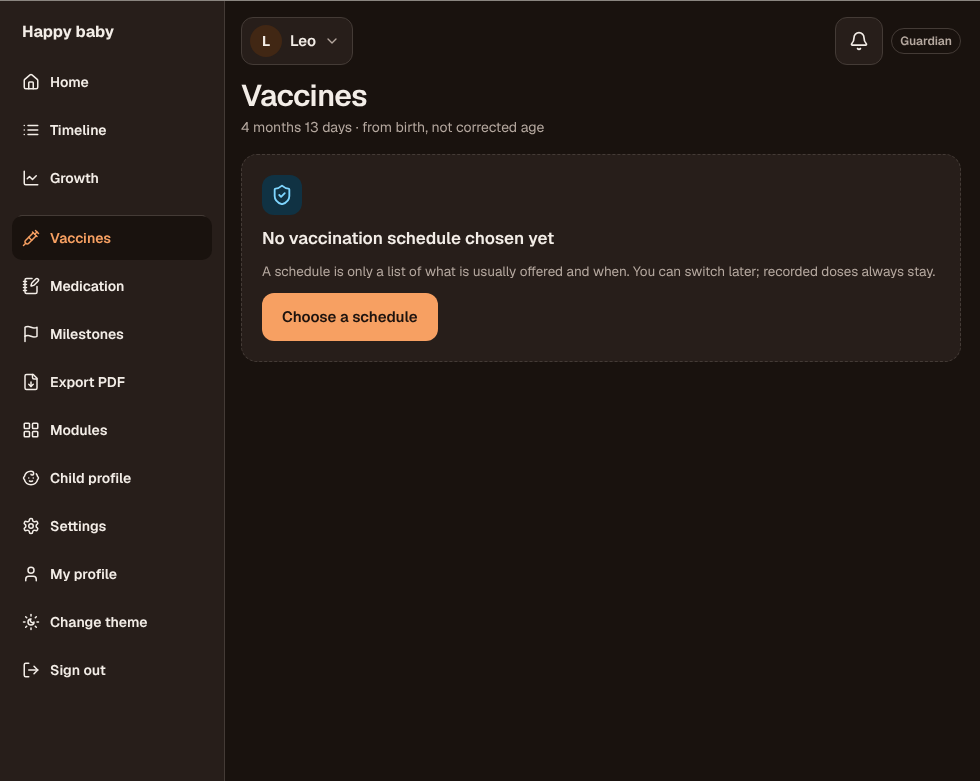 Happy baby
Home
Timeline
Growth
Vaccines
Medication
Milestones
Export PDF
Modules
Child profile
Settings
My profile
Change theme
Sign out
L Leo
Guardian
Vaccines
4 months 13 days · from birth, not corrected age
No vaccination schedule chosen yet
A schedule is only a list of what is usually offered and when. You can switch later; recorded doses always stay.
Choose a schedule